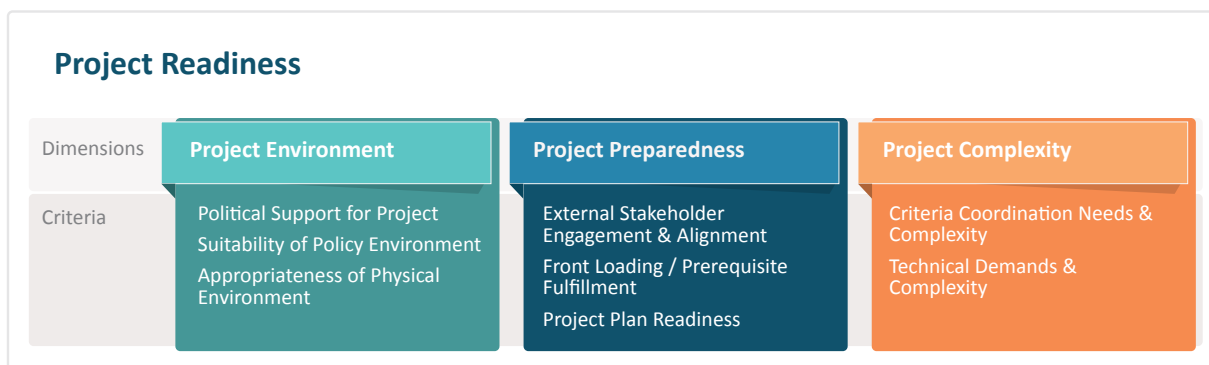 Project Readiness
Dimensions
Project Environment
Project Preparedness
Project Complexity
Criteria
Political Support for Project
Suitability of Policy Environment
Appropriateness of Physical
Environment
External Stakeholder
Engagement & Alignment
Front Loading / Prerequisite
Fulfillment
Project Plan Readiness
Criteria Coordination Needs &
Complexity
Technical Demands &
Complexity